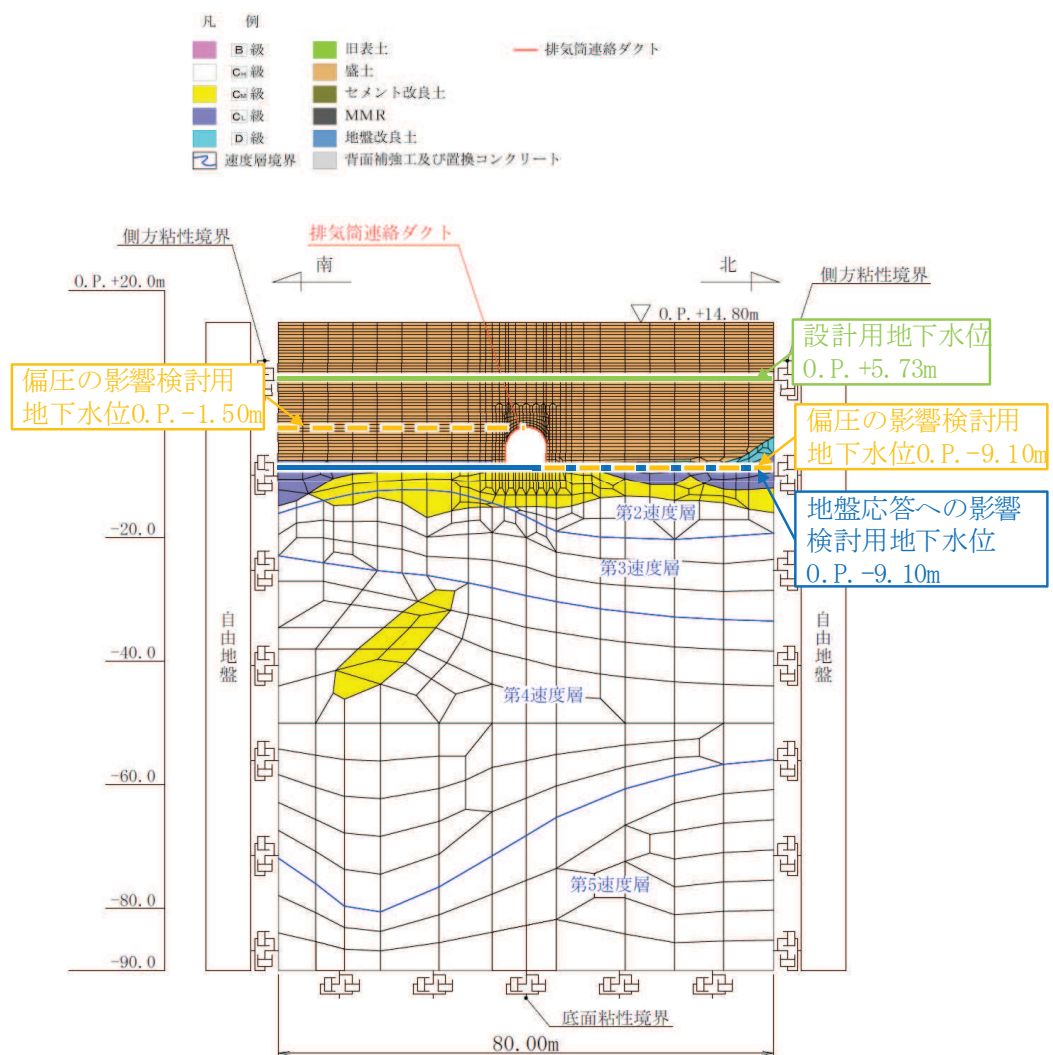 凡 例
B 級
CH 級
CM 級
CL 級
D 級
速度層境界
旧表土
盛土
セメント改良土
MMR
地盤改良土
背面補強工及び置換コンクリート
排気筒連絡ダクト
側方粘性境界
排気筒連絡ダクト
南
北
側方粘性境界
O.P.+20.0m
O.P.+14.80m
設計用地下水位
O.P.+5.73m
偏圧の影響検討用
地下水位O.P.-1.50m
偏圧の影響検討用
地下水位O.P.-9.10m
地盤応答への影響
検討用地下水位
O.P.-9.10m
第2速度層
-20.0
第3速度層
自由地盤
自由地盤
-40.0
第4速度層
-60.0
第5速度層
-80.0
-90.0
底面粘性境界
80.00m